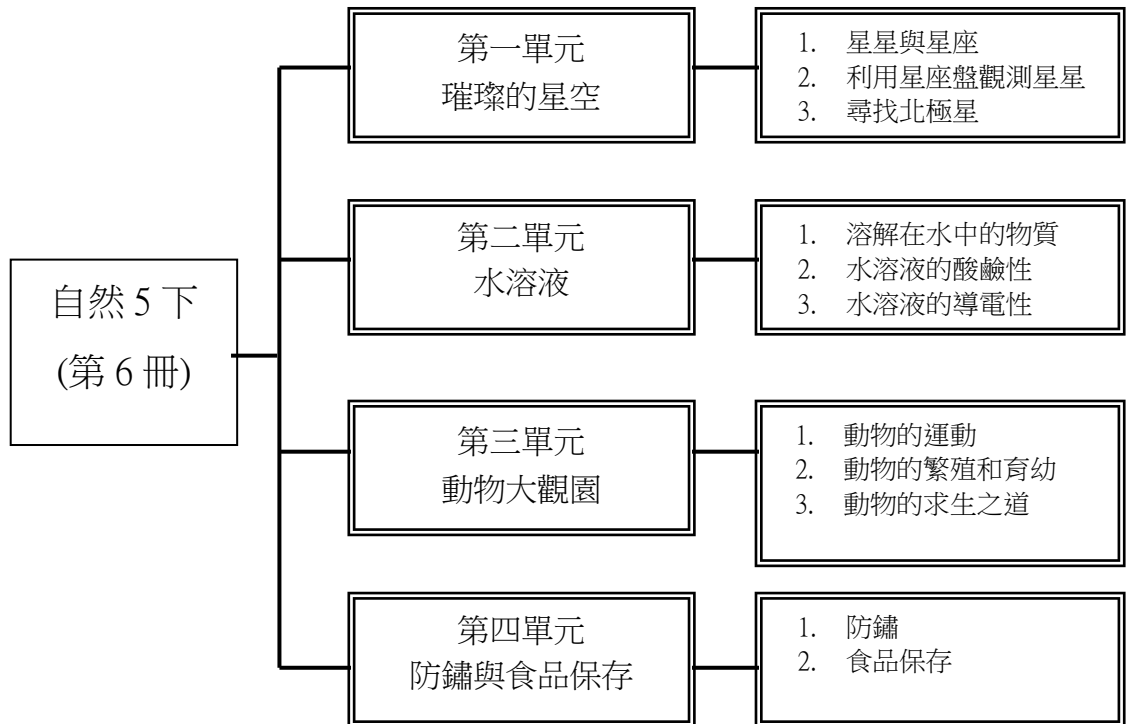 自然 5 下
(第 6 冊)
第一單元
璀璨的星空
1. 星星與星座
2. 利用星座盤觀測星星
3. 尋找北極星
第二單元
水溶液
1. 溶解在水中的物質
2. 水溶液的酸鹼性
3. 水溶液的導電性
第三單元
動物大觀園
1. 動物的運動
2. 動物的繁殖和育幼
3. 動物的求生之道
第四單元
防鏽與食品保存
1. 防鏽
2. 食品保存